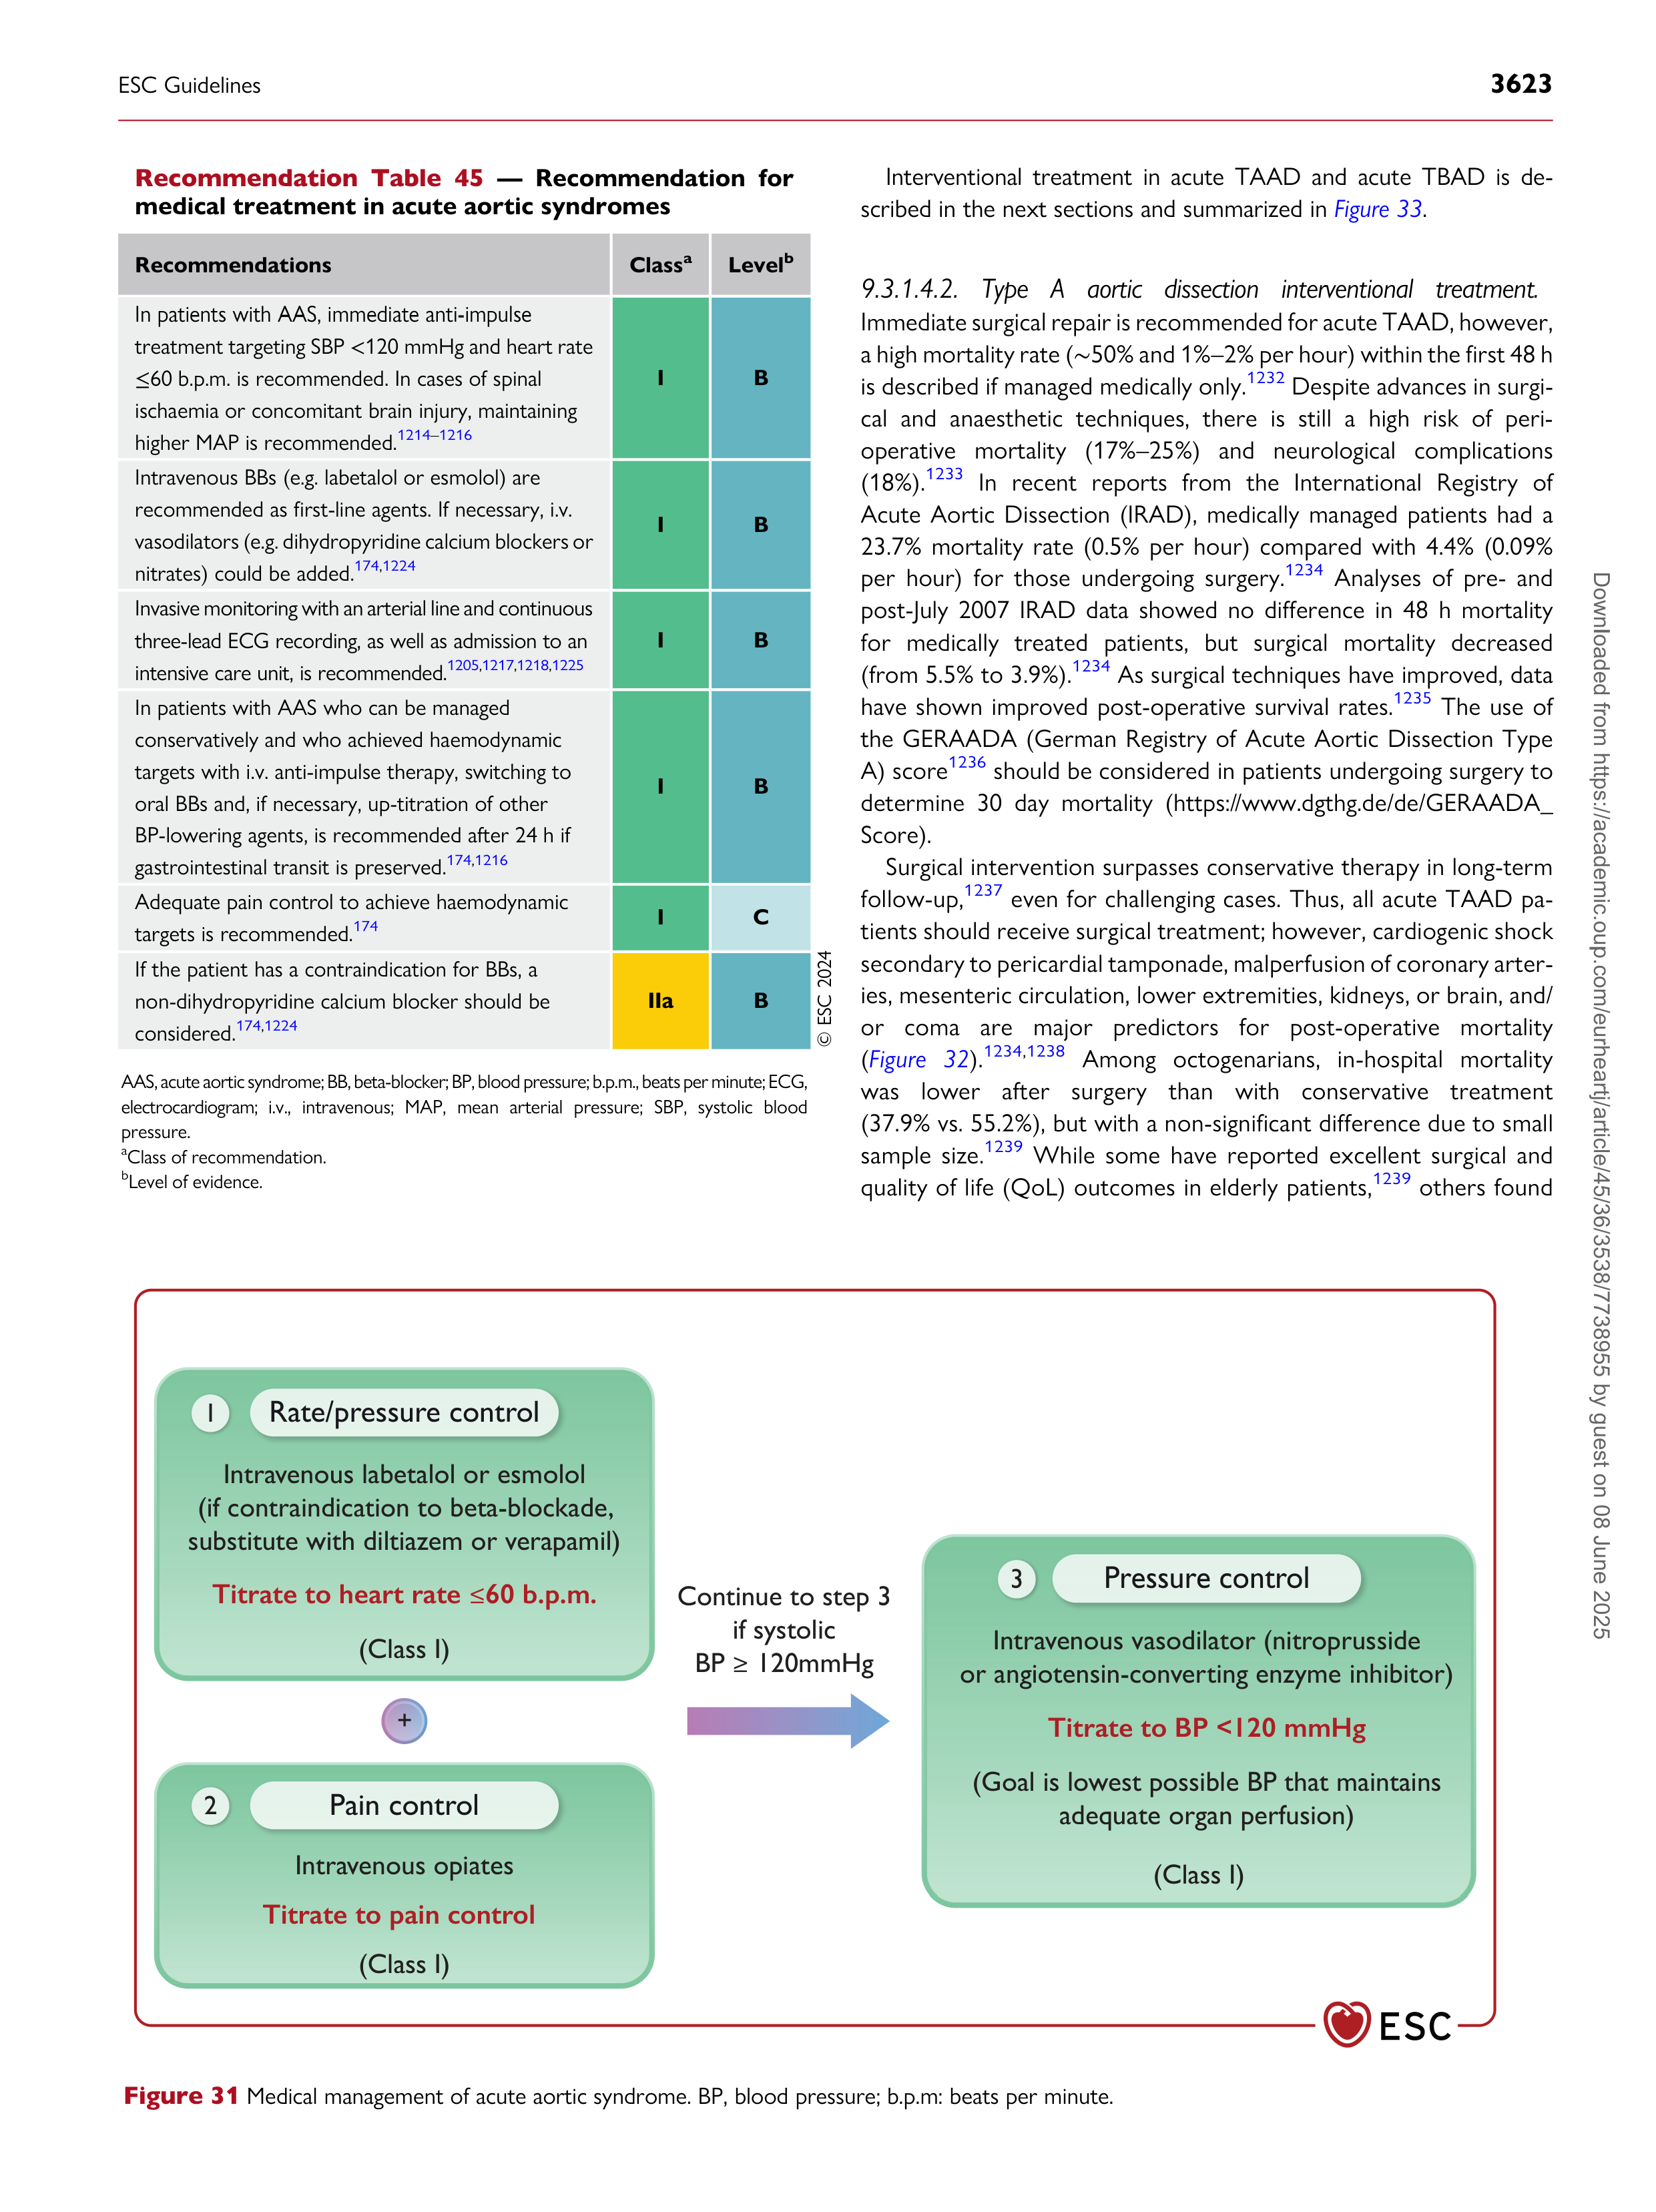 ESC Guidelines
3623
Recommendation Table 45 — Recommendation for
medical treatment in acute aortic syndromes
Recommendations Classa Levelb
In patients with AAS, immediate anti-impulse
treatment targeting SBP <120 mmHg and heart rate
≤60 b.p.m. is recommended. In cases of spinal
ischaemia or concomitant brain injury, maintaining
higher MAP is recommended.1214–1216
I B
Intravenous BBs (e.g. labetalol or esmolol) are
recommended as first-line agents. If necessary, i.v.
vasodilators (e.g. dihydropyridine calcium blockers or
nitrates) could be added.174,1224
I B
Invasive monitoring with an arterial line and continuous
three-lead ECG recording, as well as admission to an
intensive care unit, is recommended.1205,1217,1218,1225
I B
In patients with AAS who can be managed
conservatively and who achieved haemodynamic
targets with i.v. anti-impulse therapy, switching to
oral BBs and, if necessary, up-titration of other
BP-lowering agents, is recommended after 24 h if
gastrointestinal transit is preserved.174,1216
I B
Adequate pain control to achieve haemodynamic
targets is recommended.174
I C
If the patient has a contraindication for BBs, a
non-dihydropyridine calcium blocker should be
considered.174,1224
IIa B
© ESC 2024
AAS, acute aortic syndrome; BB, beta-blocker; BP, blood pressure; b.p.m., beats per minute; ECG,
electrocardiogram; i.v., intravenous; MAP, mean arterial pressure; SBP, systolic blood
pressure.
aClass of recommendation.
bLevel of evidence.
Interventional treatment in acute TAAD and acute TBAD is de-
scribed in the next sections and summarized in Figure 33.
9.3.1.4.2. Type A aortic dissection interventional treatment.
Immediate surgical repair is recommended for acute TAAD, however,
a high mortality rate (∼50% and 1%–2% per hour) within the first 48 h
is described if managed medically only.1232 Despite advances in surgi-
cal and anaesthetic techniques, there is still a high risk of peri-
operative mortality (17%–25%) and neurological complications
(18%).1233 In recent reports from the International Registry of
Acute Aortic Dissection (IRAD), medically managed patients had a
23.7% mortality rate (0.5% per hour) compared with 4.4% (0.09%
per hour) for those undergoing surgery.1234 Analyses of pre- and
post-July 2007 IRAD data showed no difference in 48 h mortality
for medically treated patients, but surgical mortality decreased
(from 5.5% to 3.9%).1234 As surgical techniques have improved, data
have shown improved post-operative survival rates.1235 The use of
the GERAADA (German Registry of Acute Aortic Dissection Type
A) score1236 should be considered in patients undergoing surgery to
determine 30 day mortality (https://www.dgthg.de/de/GERAADA_
Score).
Surgical intervention surpasses conservative therapy in long-term
follow-up,1237 even for challenging cases. Thus, all acute TAAD pa-
tients should receive surgical treatment; however, cardiogenic shock
secondary to pericardial tamponade, malperfusion of coronary arter-
ies, mesenteric circulation, lower extremities, kidneys, or brain, and/
or coma are major predictors for post-operative mortality
(Figure 32).1234,1238 Among octogenarians, in-hospital mortality
was lower after surgery than with conservative treatment
(37.9% vs. 55.2%), but with a non-significant difference due to small
sample size.1239 While some have reported excellent surgical and
quality of life (QoL) outcomes in elderly patients,1239 others found
1 Rate/pressure control
Intravenous labetalol or esmolol
(if contraindication to beta-blockade,
substitute with diltiazem or verapamil)
Titrate to heart rate ≤60 b.p.m.
(Class I)
+
2 Pain control
Intravenous opiates
Titrate to pain control
(Class I)
Continue to step 3
if systolic
BP ≥ 120mmHg
3 Pressure control
Intravenous vasodilator (nitroprusside
or angiotensin-converting enzyme inhibitor)
Titrate to BP <120 mmHg
(Goal is lowest possible BP that maintains
adequate organ perfusion)
(Class I)
ESC
Figure 31 Medical management of acute aortic syndrome. BP, blood pressure; b.p.m: beats per minute.
Downloaded from https://academic.oup.com/eurheartj/article/45/36/3538/7738955 by guest on 08 June 2025